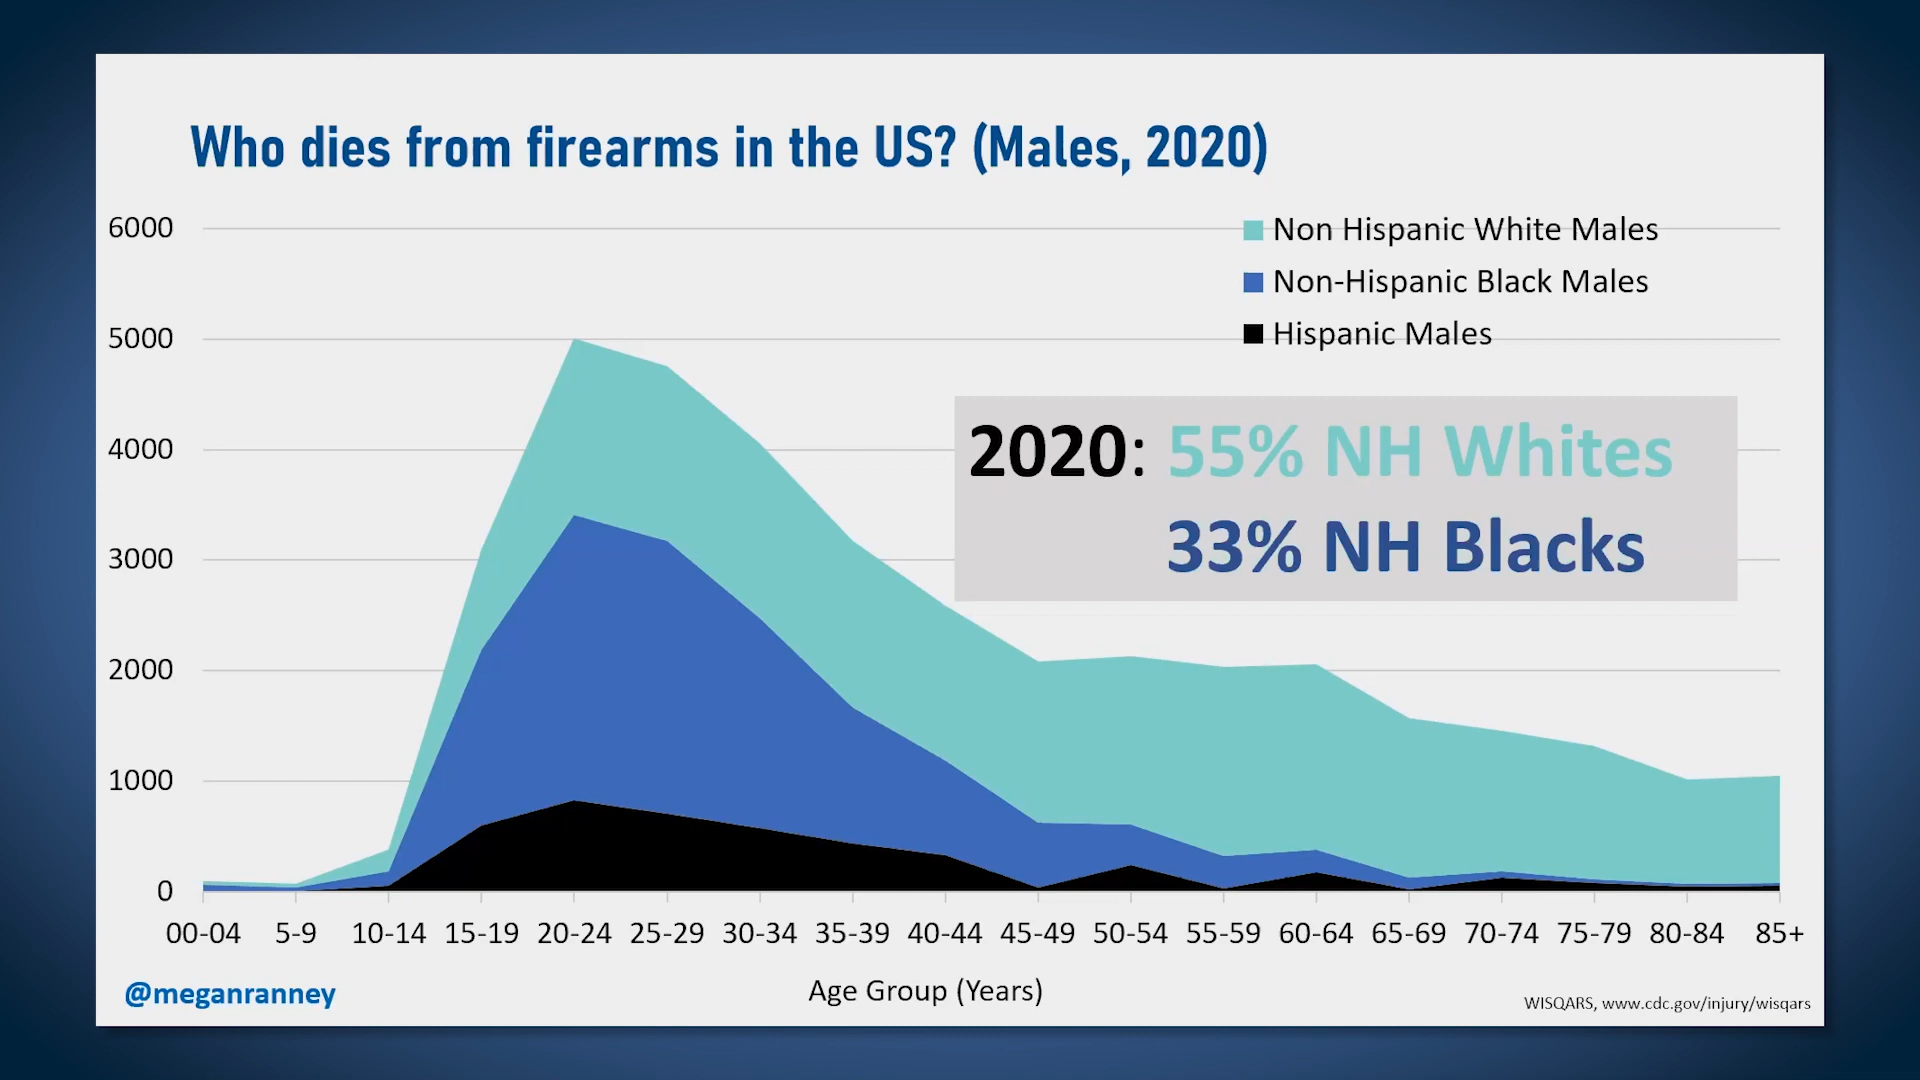 Who dies from firearms in the US? (Males, 2020)
6000
5000
4000
3000
2000
1000
0
Non Hispanic White Males
Non-Hispanic Black Males
Hispanic Males
2020: 55% NH Whites
33% NH Blacks
00-04 5-9 10-14 15-19 20-24 25-29 30-34 35-39 40-44 45-49 50-54 55-59 60-64 65-69 70-74 75-79 80-84 85+
Age Group (Years)
@meganranney
WISQARS, www.cdc.gov/injury/wisqars